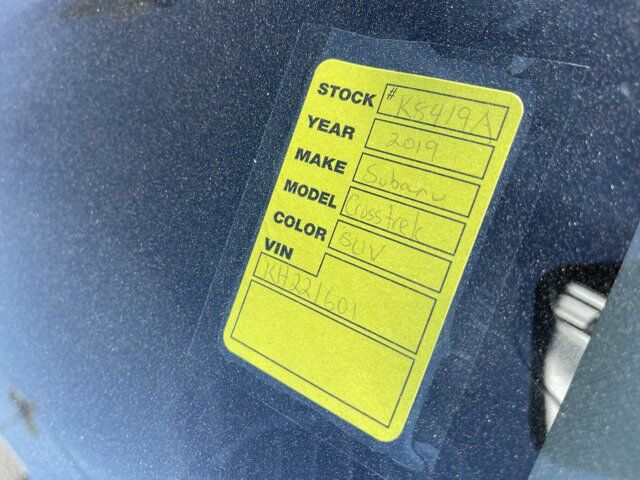 STOCK # K8419A
YEAR 2019
MAKE Subaru
MODEL Crosstrek
COLOR SUV
VIN
KH221601